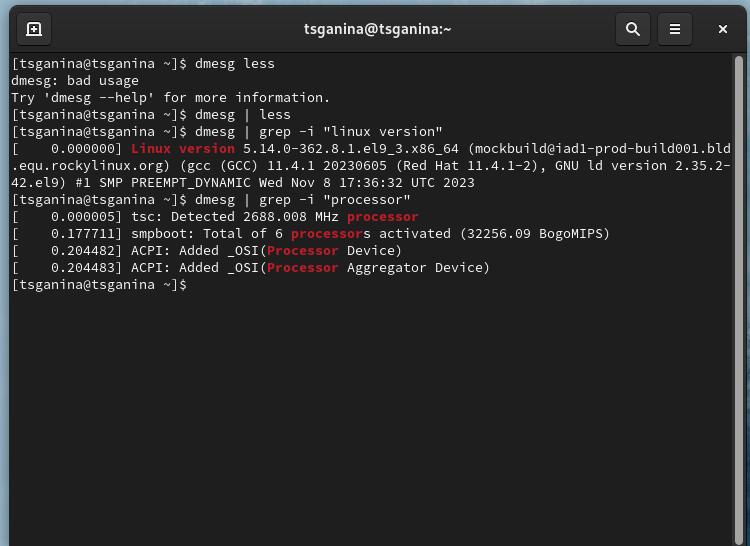 tsganina@tsganina:~
[tsganina@tsganina ~]$ dmesg less
dmesg: bad usage
Try 'dmesg --help' for more information.
[tsganina@tsganina ~]$ dmesg | less
[tsganina@tsganina ~]$ dmesg | grep -i "linux version"
[    0.000000] Linux version 5.14.0-362.8.1.el9_3.x86_64 (mockbuild@iad1-prod-build001.bld
.equ.rockylinux.org) (gcc (GCC) 11.4.1 20230605 (Red Hat 11.4.1-2), GNU ld version 2.35.2-
42.el9) #1 SMP PREEMPT_DYNAMIC Wed Nov 8 17:36:32 UTC 2023
[tsganina@tsganina ~]$ dmesg | grep -i "processor"
[    0.000005] tsc: Detected 2688.008 MHz processor
[    0.177711] smpboot: Total of 6 processors activated (32256.09 BogoMIPS)
[    0.204482] ACPI: Added _OSI(Processor Device)
[    0.204483] ACPI: Added _OSI(Processor Aggregator Device)
[tsganina@tsganina ~]$